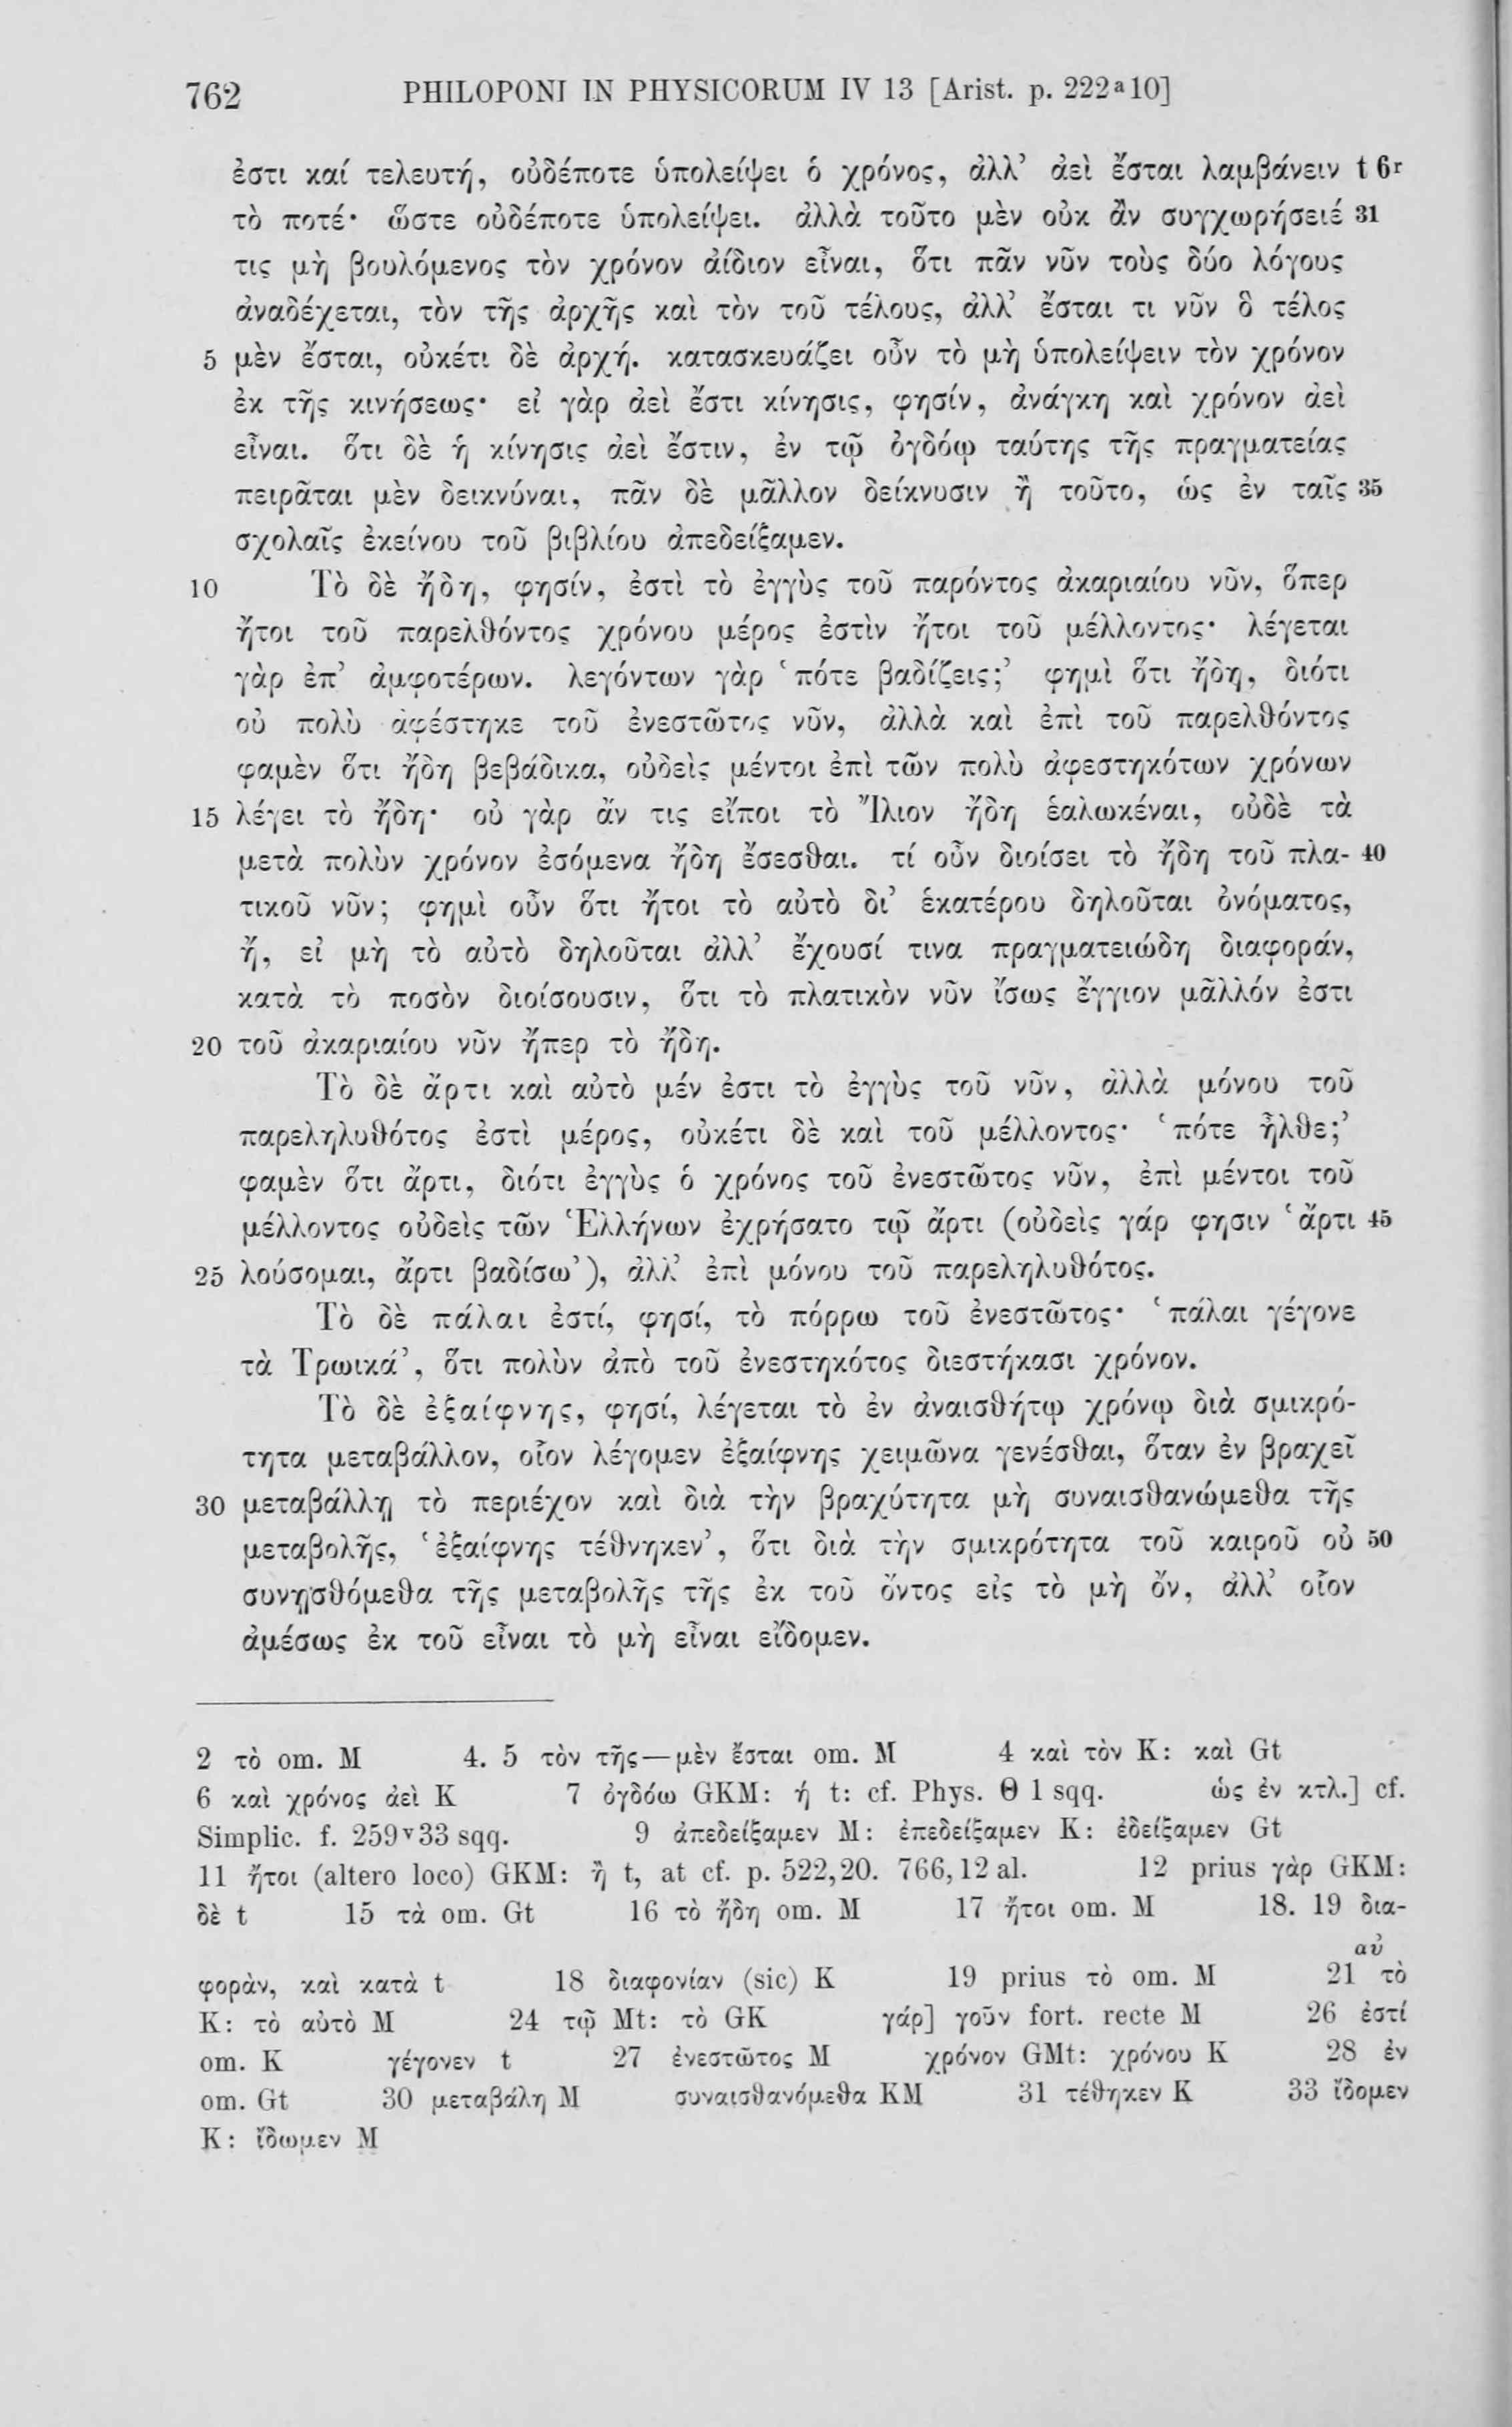 762 PHILOPONI IN PHYSICORUM IV 13 [Arist. p. 222ᵃ10]
ἐστι καί τελευτή, οὐδέποτε ὑπολείψει ὁ χρόνος, ἀλλ’ ἀεὶ ἔσται λαμβάνειν t 6ʳ
τὸ ποτέ· ὥστε οὐδέποτε ὑπολείψει. ἀλλὰ τοῦτο μὲν οὐκ ἂν συγχωρήσειέ 31
τις μὴ βουλόμενος τὸν χρόνον ἀίδιον εἶναι, ὅτι πᾶν νῦν τοὺς δύο λόγους
ἀναδέχεται, τὸν τῆς ἀρχῆς καὶ τὸν τοῦ τέλους, ἀλλ’ ἔσται τι νῦν ὃ τέλος
5 μὲν ἔσται, οὐκέτι δὲ ἀρχή. κατασκευάζει οὖν τὸ μὴ ὑπολείψειν τὸν χρόνον
ἐκ τῆς κινήσεως· εἰ γὰρ ἀεὶ ἔστι κίνησις, φησίν, ἀνάγκη καὶ χρόνον ἀεὶ
εἶναι. ὅτι δὲ ἡ κίνησις ἀεὶ ἔστιν, ἐν τῷ ὀγδόῳ ταύτης τῆς πραγματείας
πειρᾶται μὲν δεικνύναι, πᾶν δὲ μᾶλλον δείκνυσιν ἢ τοῦτο, ὡς ἐν ταῖς 35
σχολαῖς ἐκείνου τοῦ βιβλίου ἀπεδείξαμεν.
10 Τὸ δὲ ἤδη, φησίν, ἐστὶ τὸ ἐγγὺς τοῦ παρόντος ἀκαριαίου νῦν, ὅπερ
ἤτοι τοῦ παρελθόντος χρόνου μέρος ἐστὶν ἤτοι τοῦ μέλλοντος· λέγεται
γὰρ ἐπ’ ἀμφοτέρων. λεγόντων γὰρ ‘πότε βαδίζεις;’ φημὶ ὅτι ἤδη, διότι
οὐ πολὺ ἀφέστηκε τοῦ ἐνεστῶτος νῦν, ἀλλὰ καὶ ἐπὶ τοῦ παρελθόντος
φαμὲν ὅτι ἤδη βεβάδικα, οὐδεὶς μέντοι ἐπὶ τῶν πολὺ ἀφεστηκότων χρόνων
15 λέγει τὸ ἤδη· οὐ γὰρ ἄν τις εἴποι τὸ Ἴλιον ἤδη ἑαλωκέναι, οὐδὲ τὰ
μετὰ πολὺν χρόνον ἐσόμενα ἤδη ἔσεσθαι. τί οὖν διοίσει τὸ ἤδη τοῦ πλα- 40
τικοῦ νῦν; φημὶ οὖν ὅτι ἤτοι τὸ αὐτὸ δι’ ἑκατέρου δηλοῦται ὀνόματος,
ἤ, εἰ μὴ τὸ αὐτὸ δηλοῦται ἀλλ’ ἔχουσί τινα πραγματειώδη διαφοράν,
κατὰ τὸ ποσὸν διοίσουσιν, ὅτι τὸ πλατικὸν νῦν ἴσως ἔγγιον μᾶλλόν ἐστι
20 τοῦ ἀκαριαίου νῦν ἤπερ τὸ ἤδη.
Τὸ δὲ ἄρτι καὶ αὐτὸ μέν ἐστι τὸ ἐγγὺς τοῦ νῦν, ἀλλὰ μόνου τοῦ
παρεληλυθότος ἐστὶ μέρος, οὐκέτι δὲ καὶ τοῦ μέλλοντος· ‘πότε ἦλθε;’
φαμὲν ὅτι ἄρτι, διότι ἐγγὺς ὁ χρόνος τοῦ ἐνεστῶτος νῦν, ἐπὶ μέντοι τοῦ
μέλλοντος οὐδεὶς τῶν Ἑλλήνων ἐχρήσατο τῷ ἄρτι (οὐδεὶς γάρ φησιν ‘ἄρτι 45
25 λούσομαι, ἄρτι βαδίσω’), ἀλλ’ ἐπὶ μόνου τοῦ παρεληλυθότος.
Τὸ δὲ πάλαι ἐστί, φησί, τὸ πόρρω τοῦ ἐνεστῶτος· ‘πάλαι γέγονε
τὰ Τρωικά’, ὅτι πολὺν ἀπὸ τοῦ ἐνεστηκότος διεστήκασι χρόνον.
Τὸ δὲ ἐξαίφνης, φησί, λέγεται τὸ ἐν ἀναισθήτῳ χρόνῳ διὰ σμικρό-
τητα μεταβάλλον, οἷον λέγομεν ἐξαίφνης χειμῶνα γενέσθαι, ὅταν ἐν βραχεῖ
30 μεταβάλλῃ τὸ περιέχον καὶ διὰ τὴν βραχύτητα μὴ συναισθανώμεθα τῆς
μεταβολῆς, ‘ἐξαίφνης τέθνηκεν’, ὅτι διὰ τὴν σμικρότητα τοῦ καιροῦ οὐ 50
συνῃσθόμεθα τῆς μεταβολῆς τῆς ἐκ τοῦ ὄντος εἰς τὸ μὴ ὄν, ἀλλ’ οἷον
ἀμέσως ἐκ τοῦ εἶναι τὸ μὴ εἶναι εἴδομεν.
2 τὸ om. M 4. 5 τὸν τῆς—μὲν ἔσται om. M 4 καὶ τὸν K: καὶ Gt
6 καὶ χρόνος ἀεὶ K 7 ὀγδόω GKM: ή t: cf. Phys. Θ 1 sqq. ὡς ἐν κτλ.] cf.
Simplic. f. 259ᵛ33 sqq. 9 ἀπεδείξαμεν M: ἐπεδείξαμεν K: ἐδείξαμεν Gt
11 ἤτοι (altero loco) GKM: ἢ t, at cf. p. 522,20. 766,12 al. 12 prius γὰρ GKM:
δὲ t 15 τὰ om. Gt 16 τὸ ἤδη om. M 17 ἤτοι om. M 18. 19 δια-
αὐ
φοράν, καὶ κατὰ t 18 διαφονίαν (sic) K 19 prius τὸ om. M 21 τὸ
K: τὸ αὐτὸ M 24 τῷ Mt: τὸ GK γάρ] γοῦν fort. recte M 26 ἐστί
om. K γέγονεν t 27 ἐνεστῶτος M χρόνον GMt: χρόνου K 28 ἐν
om. Gt 30 μεταβάλη M συναισθανόμεθα KM 31 τέθηκεν K 33 ἴδομεν
K: ἴδωμεν M